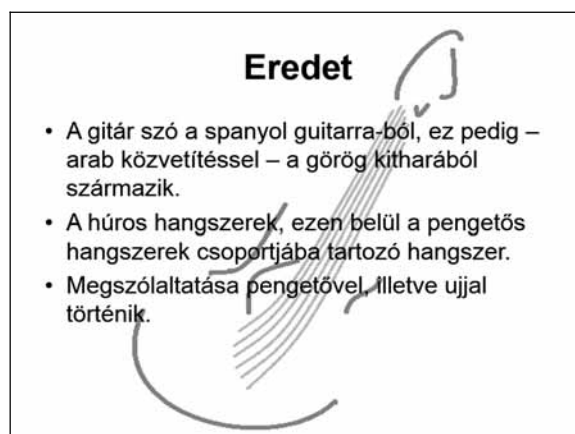 Eredet
• A gitár szó a spanyol guitarra-ból, ez pedig –
arab közvetítéssel – a görög kitharából
származik.
• A húros hangszerek, ezen belül a pengetős
hangszerek csoportjába tartozó hangszer.
• Megszólaltatása pengetővel, illetve ujjal
történik.